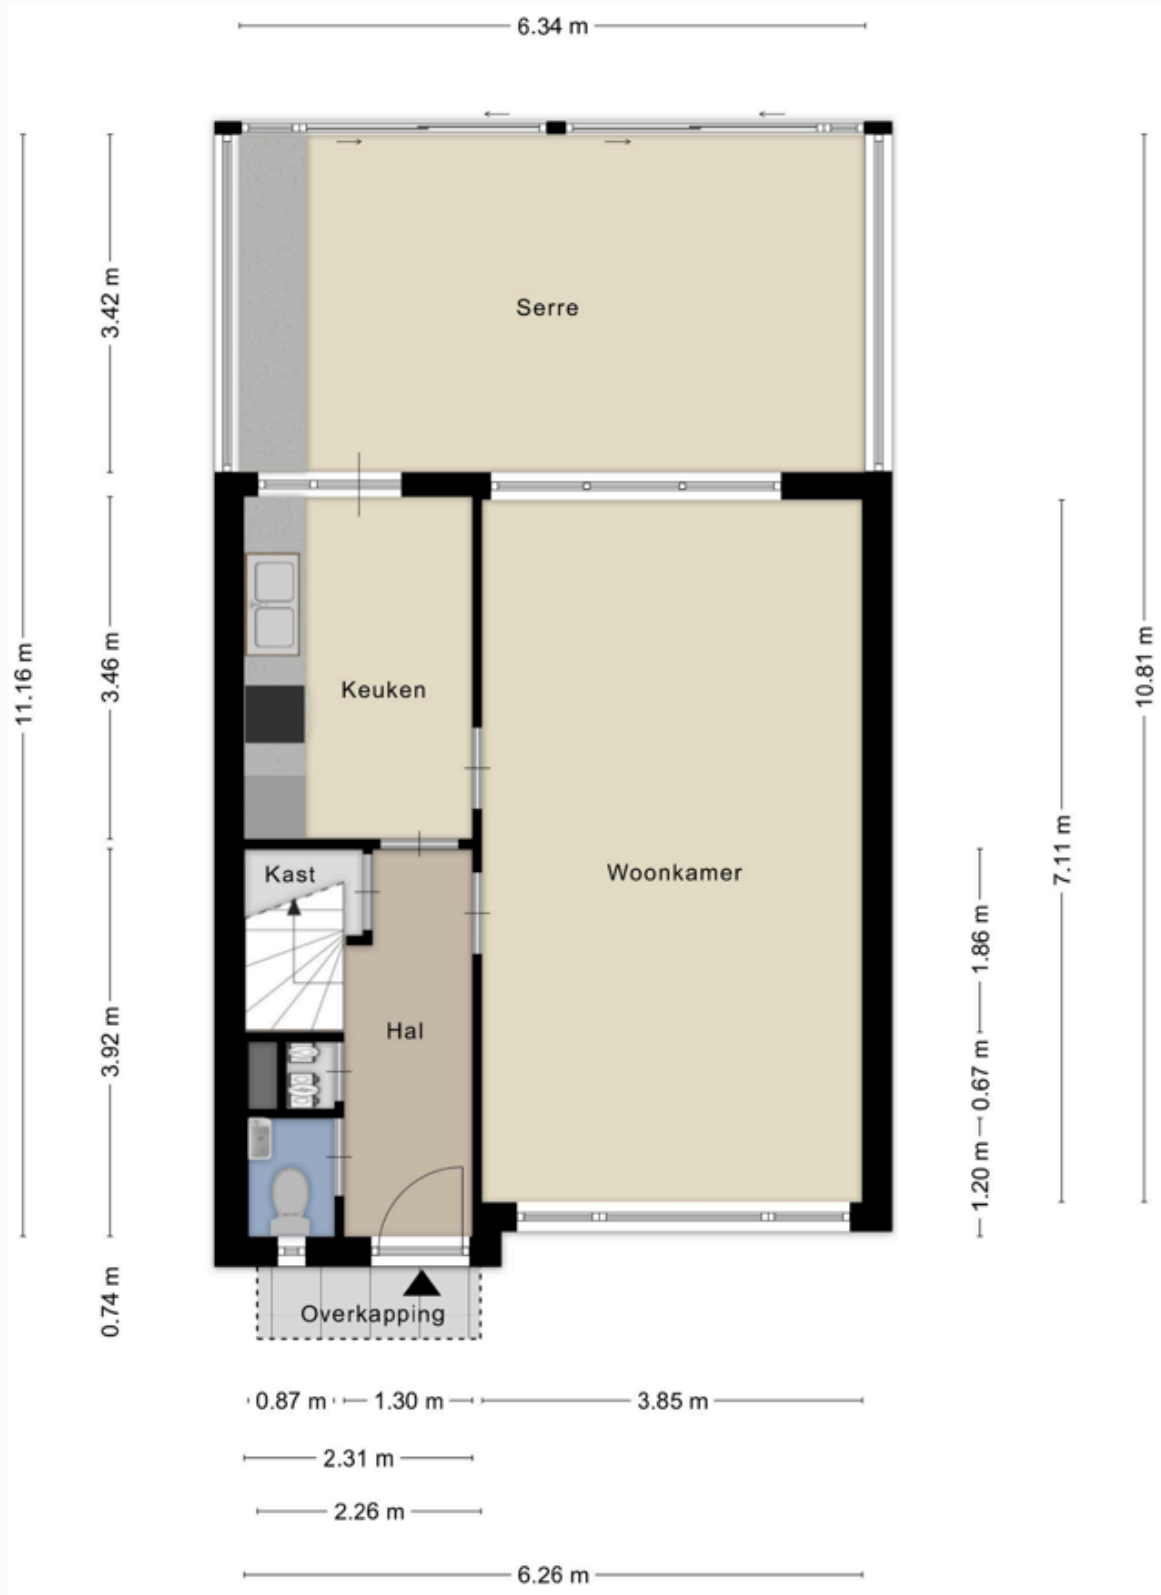 6.34 m
Serre
3.42 m
11.16 m
3.46 m
Keuken
10.81 m
7.11 m
Kast
Woonkamer
1.86 m
Hal
3.92 m
0.67 m
1.20 m
0.74 m
Overkapping
0.87 m 1.30 m 3.85 m
2.31 m
2.26 m
6.26 m